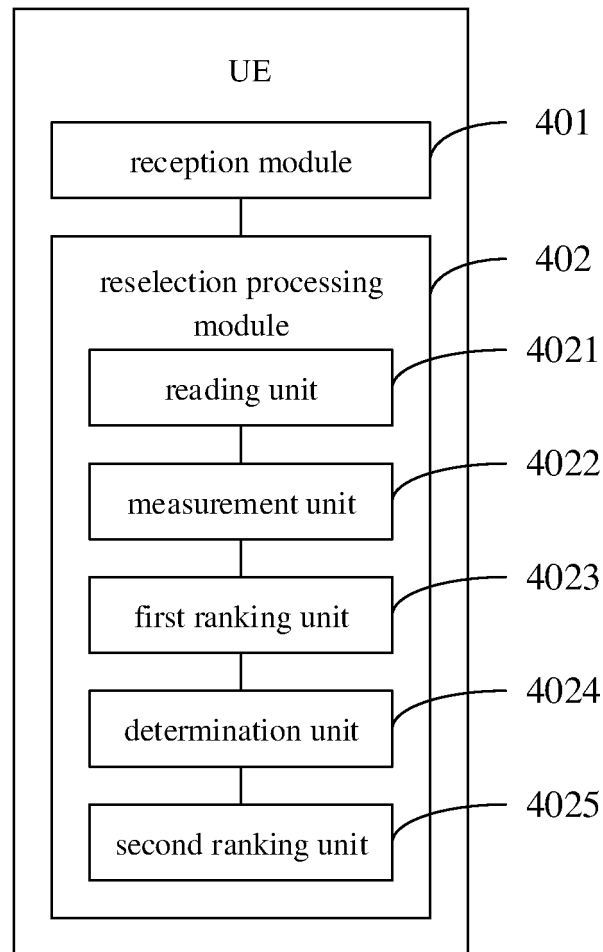 UE
401
reception module
402
reselection processing
module
4021
reading unit
4022
measurement unit
4023
first ranking unit
4024
determination unit
4025
second ranking unit